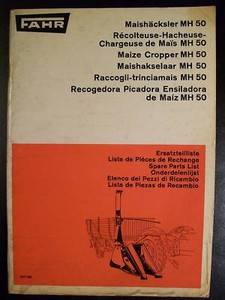 FAHR
Maishäcksler MH 50
Récolteuse-Hacheuse-
Chargeuse de Maïs MH 50
Maize Cropper MH 50
Maishakselaar MH 50
Raccogli-trinciamais MH 50
Recogedora Picadora Ensiladora
de Maíz MH 50
Ersatzteilliste
Liste de Pièces de Rechange
Spare Parts List
Onderdelenlijst
Elenco dei Pezzi di Ricambio
Lista de Piezas de Recambio